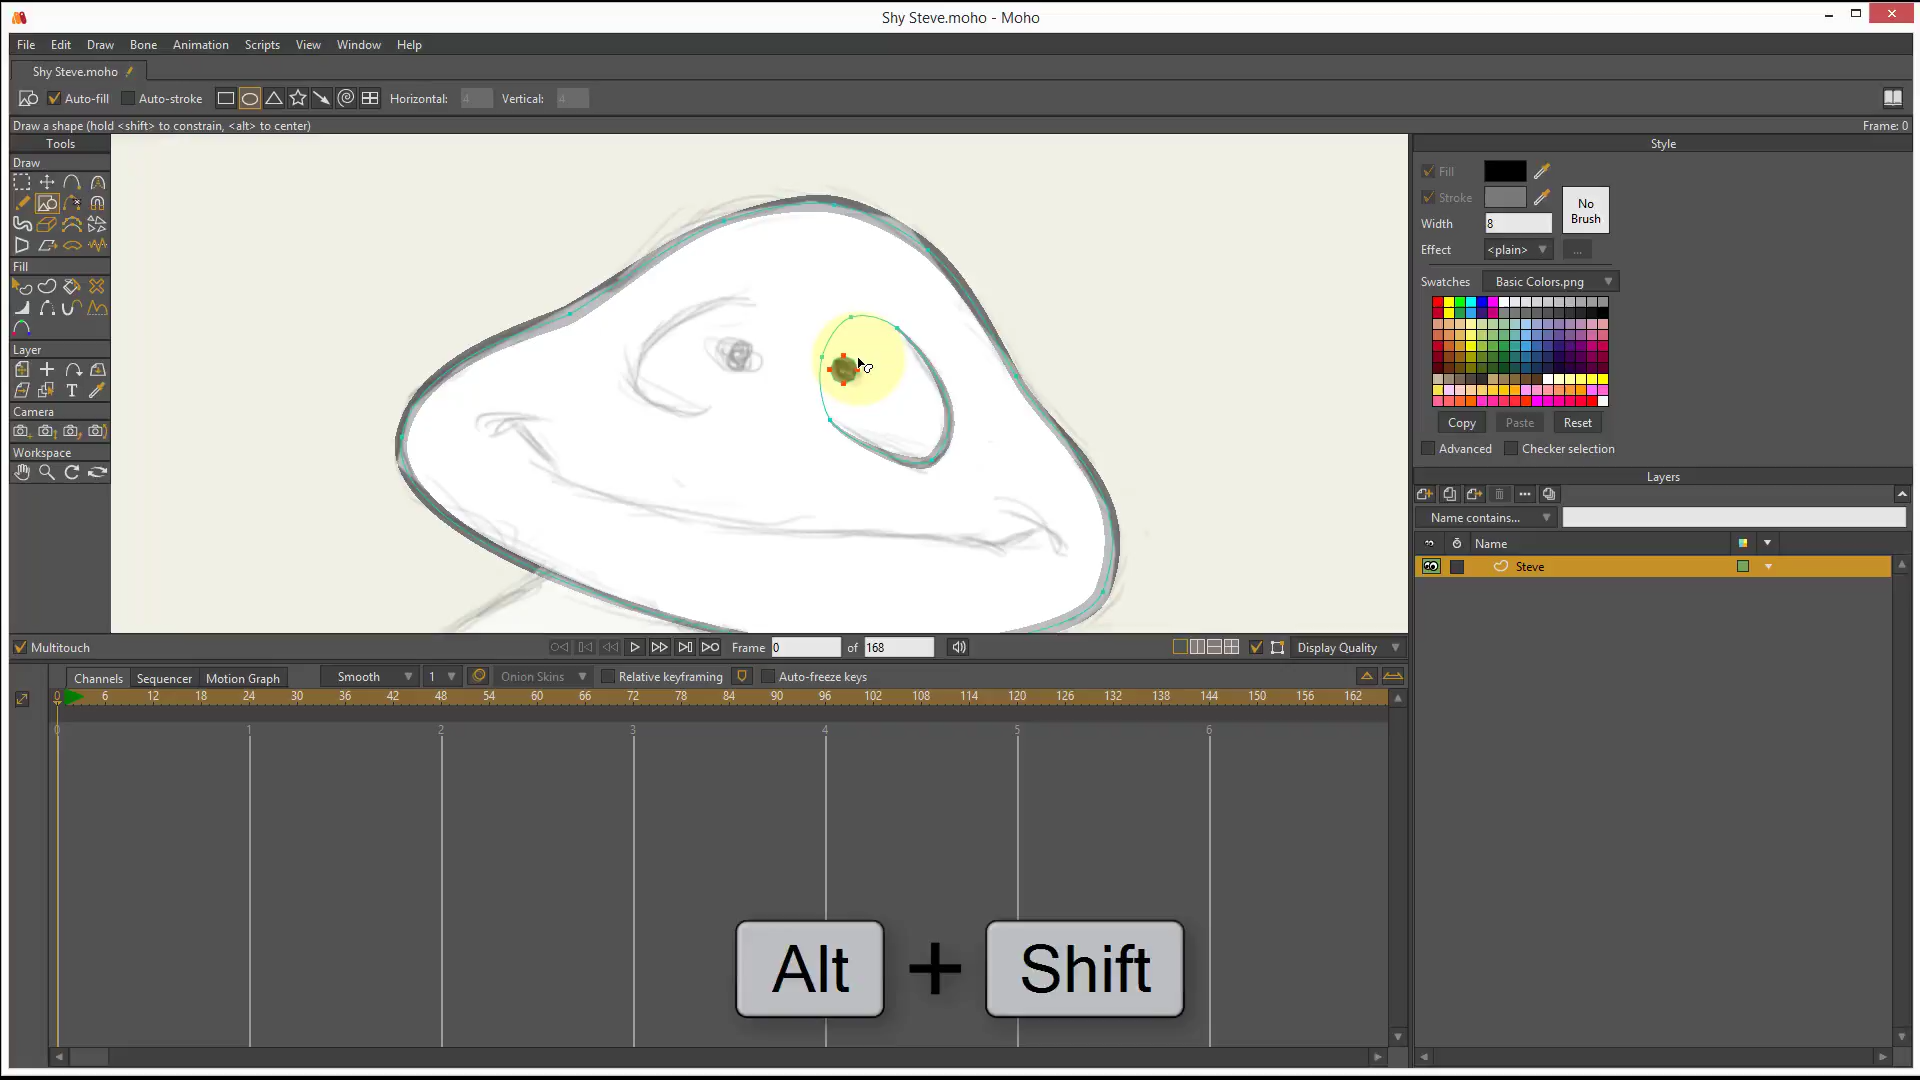 Shy Steve.moho - Moho
File Edit Draw Bone Animation Scripts View Window Help
Shy Steve.moho
Auto-fill Auto-stroke Horizontal: 4 Vertical: 4
Draw a shape (hold <shift> to constrain, <alt> to center) Frame: 0
Tools
Draw
Fill
Layer
T
Camera
Workspace
Style
Fill
Stroke
No
Brush
Width 8
Effect <plain> ...
Swatches Basic Colors.png
Copy Paste Reset
Advanced Checker selection
Layers
Name contains...
Name
Steve
Multitouch Frame 0 of 168 Display Quality
Channels Sequencer Motion Graph Smooth 1 Onion Skins Relative keyframing Auto-freeze keys
0 6 12 18 24 30 36 42 48 54 60 66 72 78 84 90 96 102 108 114 120 126 132 138 144 150 156 162
0 1 2 3 4 5 6
Alt + Shift